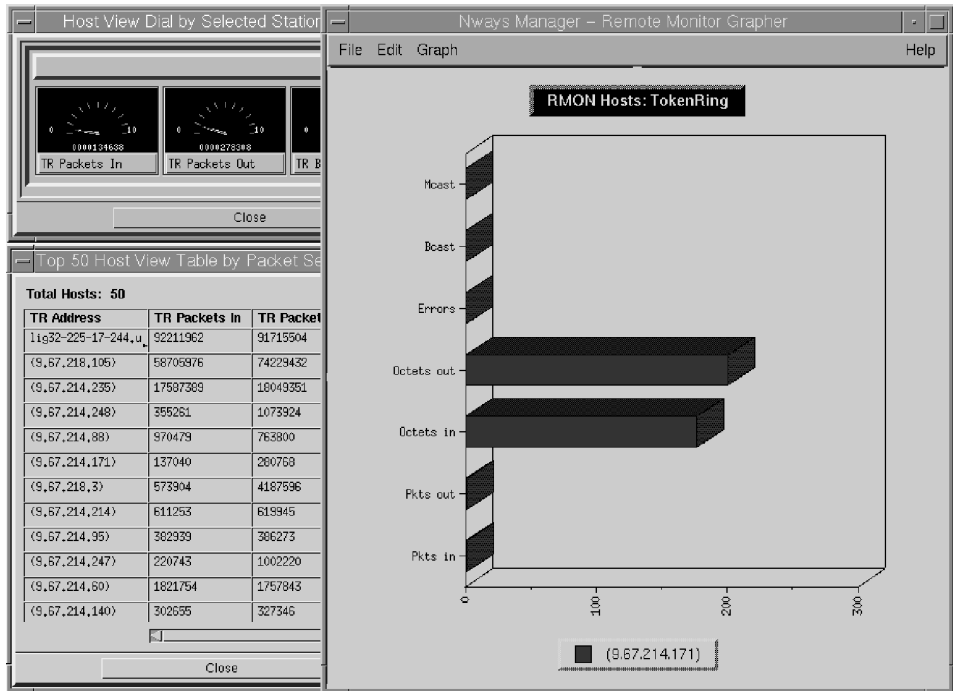 Host View Dial by Selected Station
0 10
0000134638
TR Packets In
0 10
0000278308
TR Packets Out
0
TR B
Close
Top 50 Host View Table by Packet Se
Total Hosts: 50
TR Address TR Packets In TR Packet
lig32-225-17-244.u 92211962 91715504
(9.67.218.105) 58705976 74229432
(9.67.214.235) 17587389 18049351
(9.67.214.248) 355261 1073924
(9.67.214.88) 970479 763800
(9.67.214.171) 137040 280768
(9.67.218.3) 573904 4187596
(9.67.214.214) 611253 619945
(9.67.214.95) 382939 386273
(9.67.214.247) 220743 1002220
(9.67.214.60) 1821754 1757843
(9.67.214.140) 302655 327346
Close
Nways Manager – Remote Monitor Grapher
File Edit Graph Help
RMON Hosts: TokenRing
Mcast
Bcast
Errors
Octets out
Octets in
Pkts out
Pkts in
0 100 200 300
(9.67.214.171)